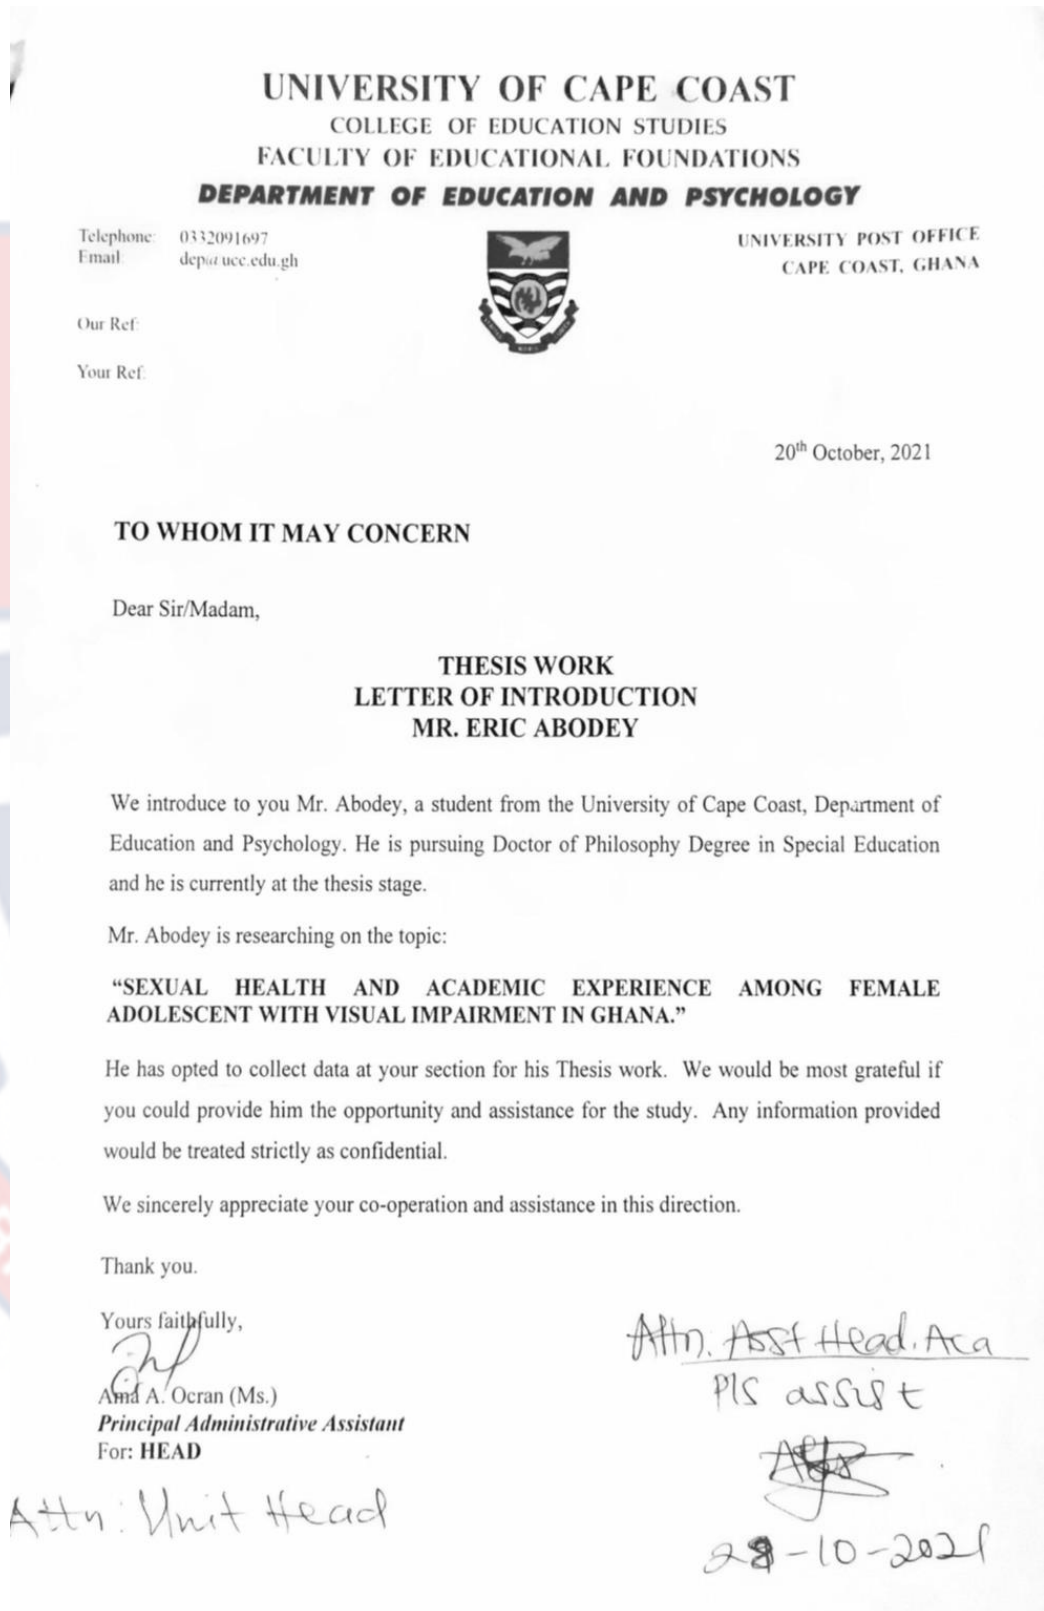 UNIVERSITY OF CAPE COAST
COLLEGE OF EDUCATION STUDIES
FACULTY OF EDUCATIONAL FOUNDATIONS
DEPARTMENT OF EDUCATION AND PSYCHOLOGY
Telephone: 0332091697
Email: dep@ucc.edu.gh
UNIVERSITY POST OFFICE
CAPE COAST, GHANA
Our Ref:
Your Ref:
20th October, 2021
TO WHOM IT MAY CONCERN
Dear Sir/Madam,
THESIS WORK
LETTER OF INTRODUCTION
MR. ERIC ABODEY
We introduce to you Mr. Abodey, a student from the University of Cape Coast, Department of
Education and Psychology. He is pursuing Doctor of Philosophy Degree in Special Education
and he is currently at the thesis stage.
Mr. Abodey is researching on the topic:
“SEXUAL HEALTH AND ACADEMIC EXPERIENCE AMONG FEMALE
ADOLESCENT WITH VISUAL IMPAIRMENT IN GHANA.”
He has opted to collect data at your section for his Thesis work. We would be most grateful if
you could provide him the opportunity and assistance for the study. Any information provided
would be treated strictly as confidential.
We sincerely appreciate your co-operation and assistance in this direction.
Thank you.
Yours faithfully,
Ama A. Ocran (Ms.)
Principal Administrative Assistant
For: HEAD
Attn: Unit Head
Attn. Asst Head. Aca
Pls assist
28-10-2021